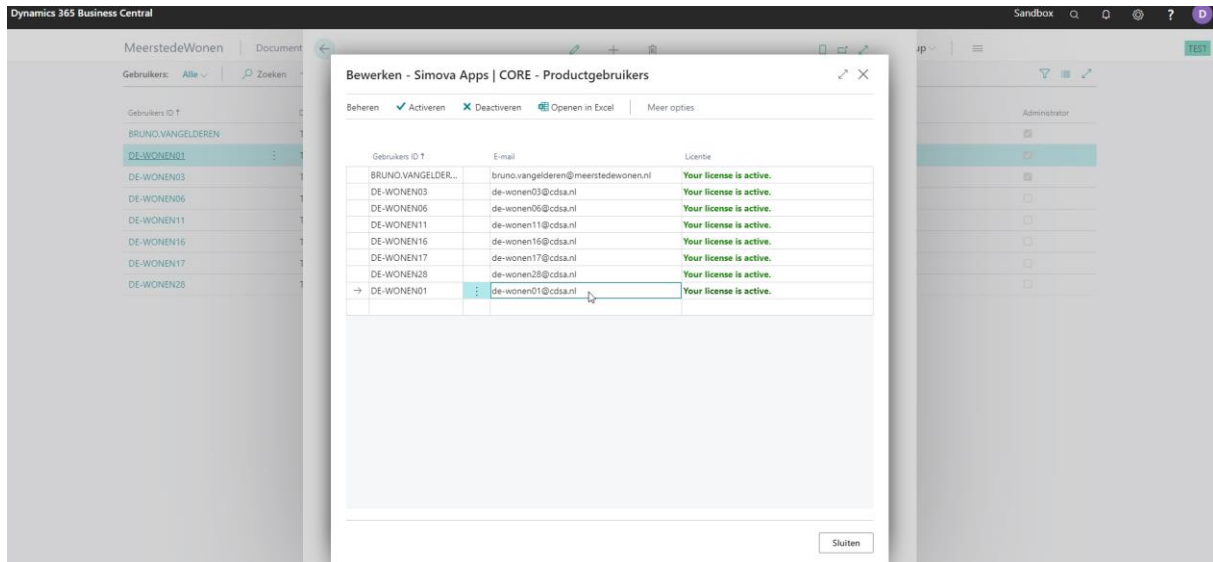 Dynamics 365 Business Central
Sandbox
?
D
MeerstedeWonen
Document
up
TEST
Gebruikers: Alle
Zoeken
Gebruikers ID ↑
Administrator
BRUNO.VANGELDEREN
DE-WONEN01
DE-WONEN03
DE-WONEN06
DE-WONEN11
DE-WONEN16
DE-WONEN17
DE-WONEN28
Bewerken - Simova Apps | CORE - Productgebruikers
Beheren Activeren Deactiveren Openen in Excel Meer opties
Gebruikers ID ↑ E-mail Licentie
BRUNO.VANGELDER... bruno.vangelderen@meerstedewonen.nl Your license is active.
DE-WONEN03 de-wonen03@cdsa.nl Your license is active.
DE-WONEN06 de-wonen06@cdsa.nl Your license is active.
DE-WONEN11 de-wonen11@cdsa.nl Your license is active.
DE-WONEN16 de-wonen16@cdsa.nl Your license is active.
DE-WONEN17 de-wonen17@cdsa.nl Your license is active.
DE-WONEN28 de-wonen28@cdsa.nl Your license is active.
DE-WONEN01 de-wonen01@cdsa.nl Your license is active.
Sluiten